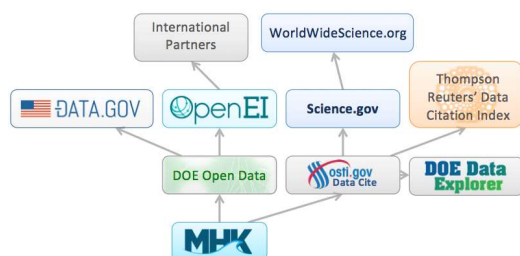 International
Partners
WorldWideScience.org
DATA.GOV
OpenEI
Science.gov
Thompson
Reuters' Data
Citation Index
DOE Open Data
osti.gov
Data Cite
DOE Data
Explorer
MHK